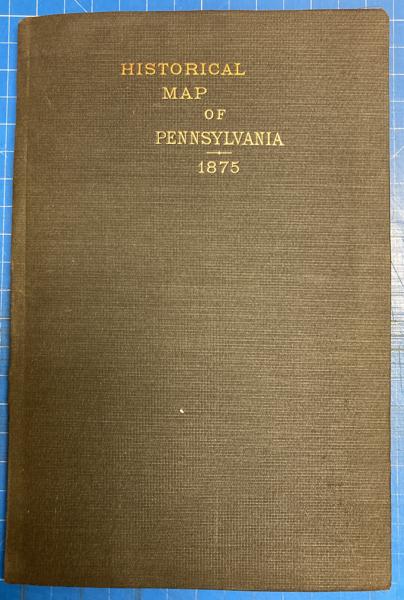 HISTORICAL
MAP
OF
PENNSYLVANIA
1875